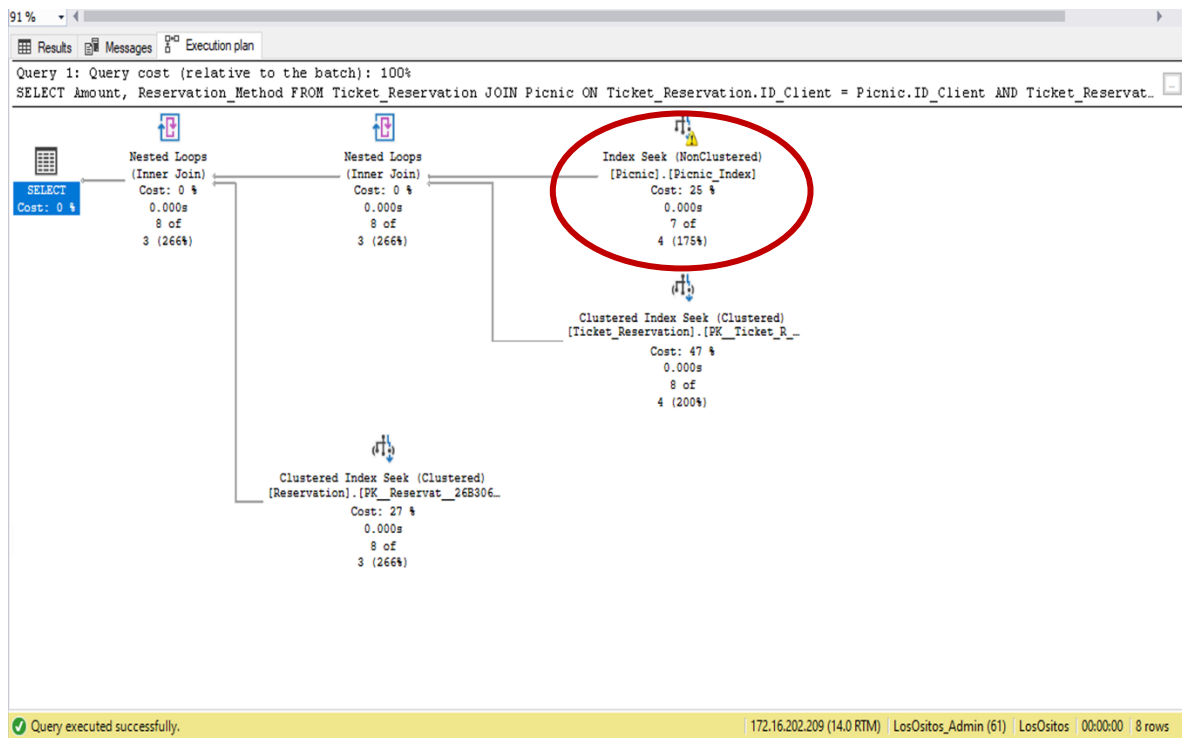 91 %
Results Messages Execution plan
Query 1: Query cost (relative to the batch): 100%
SELECT Amount, Reservation_Method FROM Ticket_Reservation JOIN Picnic ON Ticket_Reservation.ID_Client = Picnic.ID_Client AND Ticket_Reservat…
SELECT
Cost: 0 %
Nested Loops
(Inner Join)
Cost: 0 %
0.000s
8 of
3 (266%)
Nested Loops
(Inner Join)
Cost: 0 %
0.000s
8 of
3 (266%)
Index Seek (NonClustered)
[Picnic].[Picnic_Index]
Cost: 25 %
0.000s
7 of
4 (175%)
Clustered Index Seek (Clustered)
[Ticket_Reservation].[PK__Ticket_R_…
Cost: 47 %
0.000s
8 of
4 (200%)
Clustered Index Seek (Clustered)
[Reservation].[PK__Reservat__26B306…
Cost: 27 %
0.000s
8 of
3 (266%)
Query executed successfully.
172.16.202.209 (14.0 RTM) LosOsitos_Admin (61) LosOsitos 00:00:00 8 rows